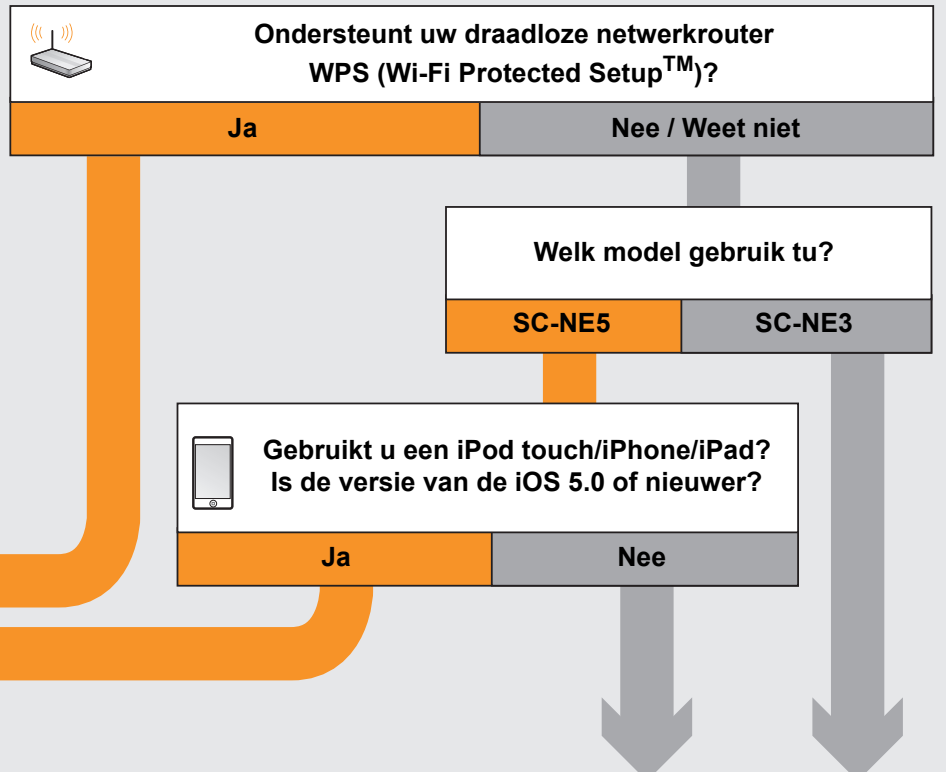 Ondersteunt uw draadloze netwerkrouter
WPS (Wi-Fi Protected Setup™)?
Ja
Nee / Weet niet
Welk model gebruik tu?
SC-NE5
SC-NE3
Gebruikt u een iPod touch/iPhone/iPad?
Is de versie van de iOS 5.0 of nieuwer?
Ja
Nee